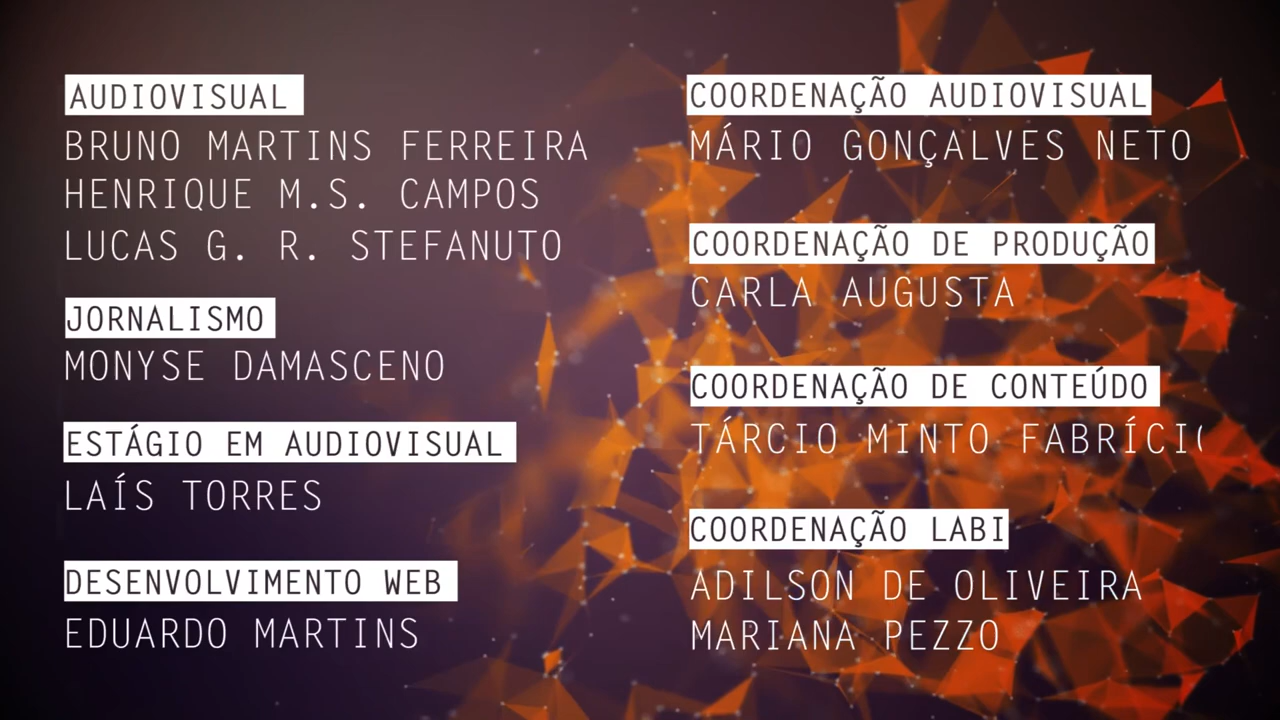 AUDIOVISUAL
BRUNO MARTINS FERREIRA
HENRIQUE M.S. CAMPOS
LUCAS G. R. STEFANUTO
JORNALISMO
MONYSE DAMASCENO
ESTÁGIO EM AUDIOVISUAL
LAÍS TORRES
DESENVOLVIMENTO WEB
EDUARDO MARTINS
COORDENAÇÃO AUDIOVISUAL
MÁRIO GONÇALVES NETO
COORDENAÇÃO DE PRODUÇÃO
CARLA AUGUSTA
COORDENAÇÃO DE CONTEÚDO
TÁRCIO MINTO FABRÍCI
COORDENAÇÃO LABI
ADILSON DE OLIVEIRA
MARIANA PEZZO